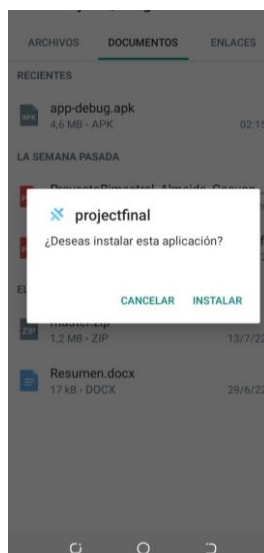 ARCHIVOS DOCUMENTOS ENLACES
RECIENTES
app-debug.apk
4,6 MB - APK 02:15
LA SEMANA PASADA
projectfinal
¿Deseas instalar esta aplicación?
CANCELAR INSTALAR
master.zip
1,2 MB - ZIP 13/7/22
ZIP
Resumen.docx
17 kB - DOCX 29/6/22